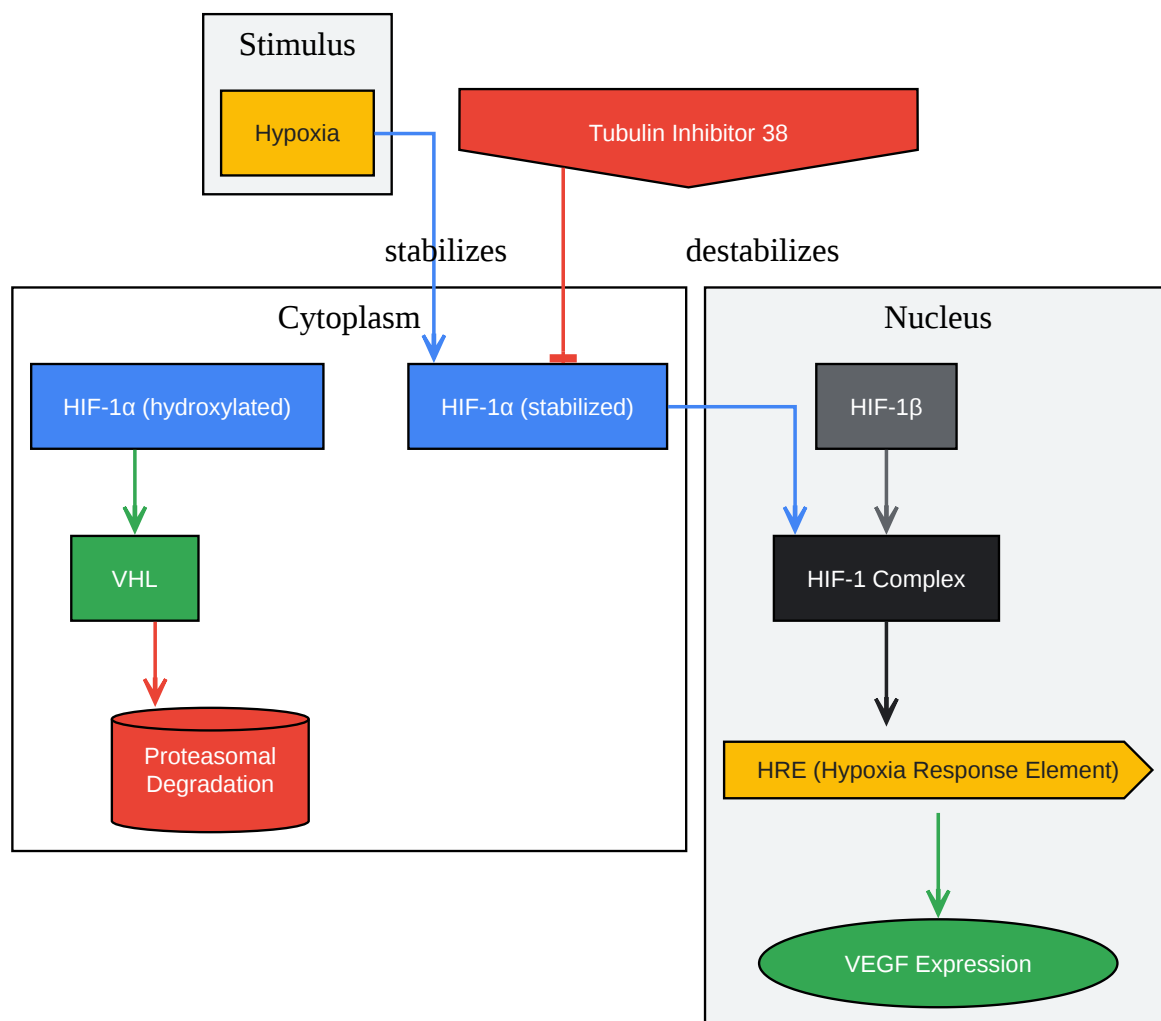 Stimulus
Hypoxia
Tubulin Inhibitor 38
stabilizes
destabilizes
Cytoplasm
Nucleus
HIF-1α (hydroxylated)
HIF-1α (stabilized)
HIF-1β
VHL
HIF-1 Complex
Proteasomal
Degradation
HRE (Hypoxia Response Element)
VEGF Expression